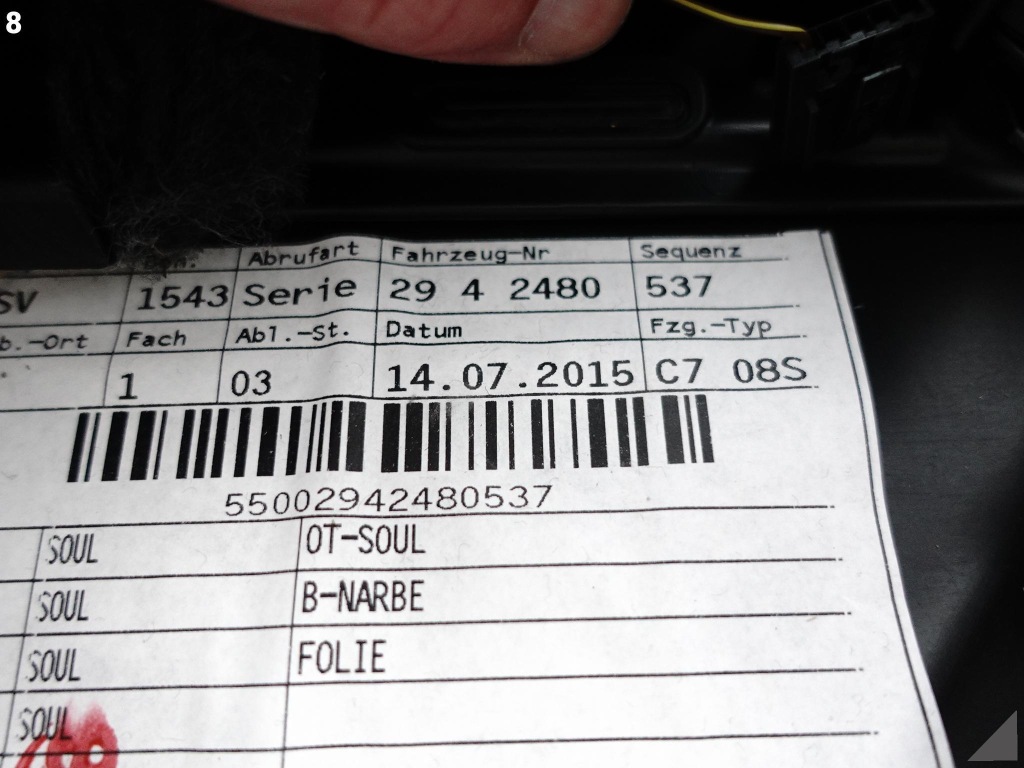 8
Abrufart Fahrzeug-Nr Sequenz
SV 1543 Serie 29 4 2480 537
b.-Ort Fach Abl.-St. Datum Fzg.-Typ
1 03 14.07.2015 C7 08S
55002942480537
SOUL OT-SOUL
SOUL B-NARBE
SOUL FOLIE
SOUL